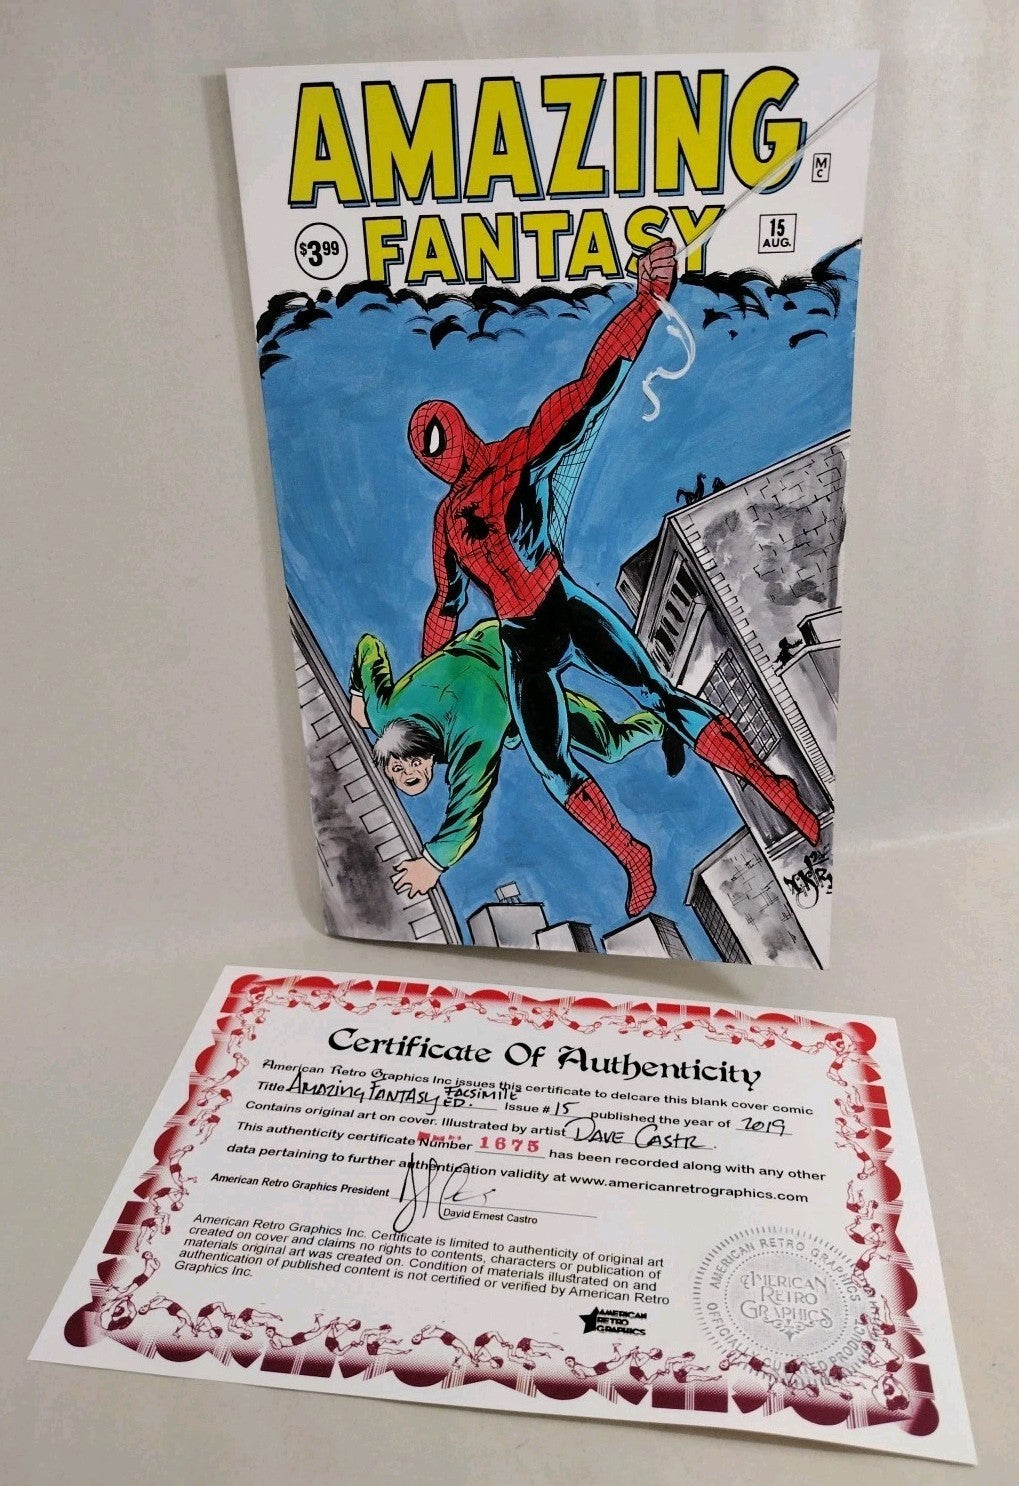 AMAZING
FANTASY
MC
$3.99
15
AUG.
Certificate Of Authenticity
American Retro Graphics Inc issues this certificate to delcare this blank cover comic
Title AMAZING FANTASY FACSIMILE ED. Issue # 15 published the year of 2019
Contains original art on cover. Illustrated by artist DAVE CASTR.
This authenticity certificate Number 1675 has been recorded along with any other
data pertaining to further authentication validity at www.americanretrographics.com
American Retro Graphics President
David Ernest Castro
American Retro Graphics Inc. Certificate is limited to authenticity of original art
created on cover and claims no rights to contents, characters or publication of
materials original art was created on. Condition of materials illustrated on and
authentication of published content is not certified or verified by American Retro
Graphics Inc.
AMERICAN
RETRO
GRAPHICS
AMERICAN RETRO GRAPHICS
AMERICAN
RETRO
GRAPHICS